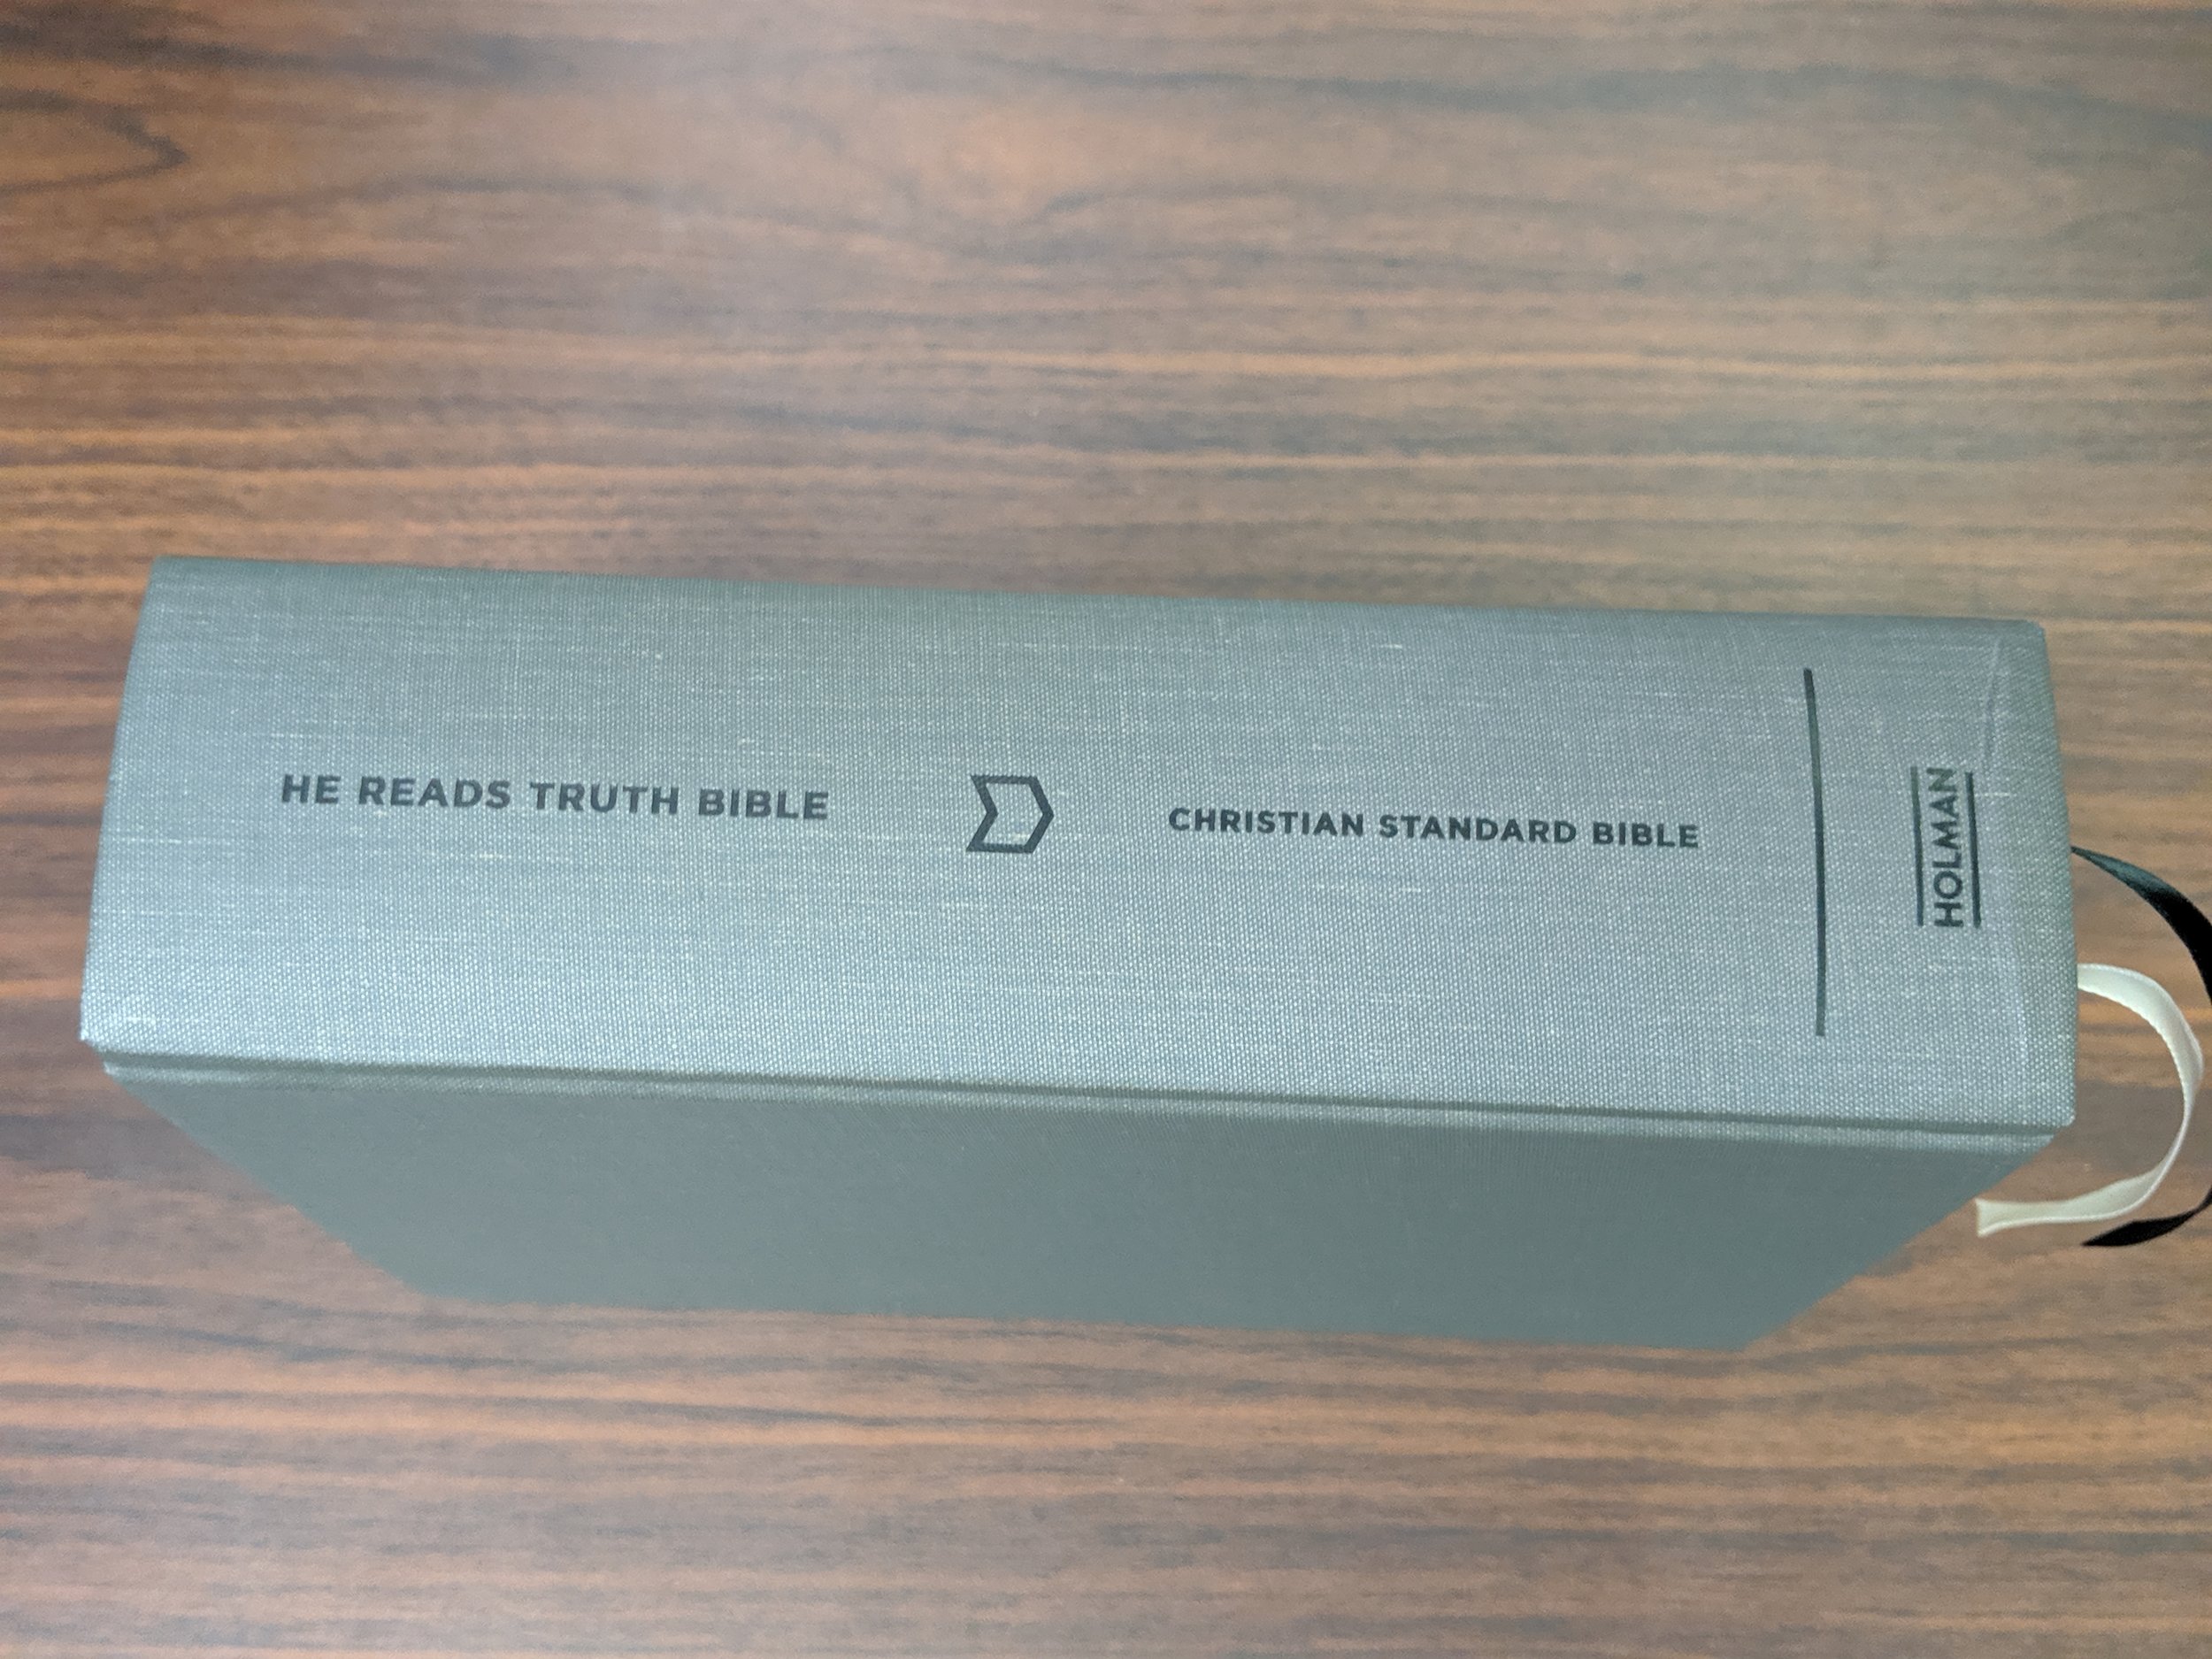 HE READS TRUTH BIBLE
CHRISTIAN STANDARD BIBLE
HOLMAN